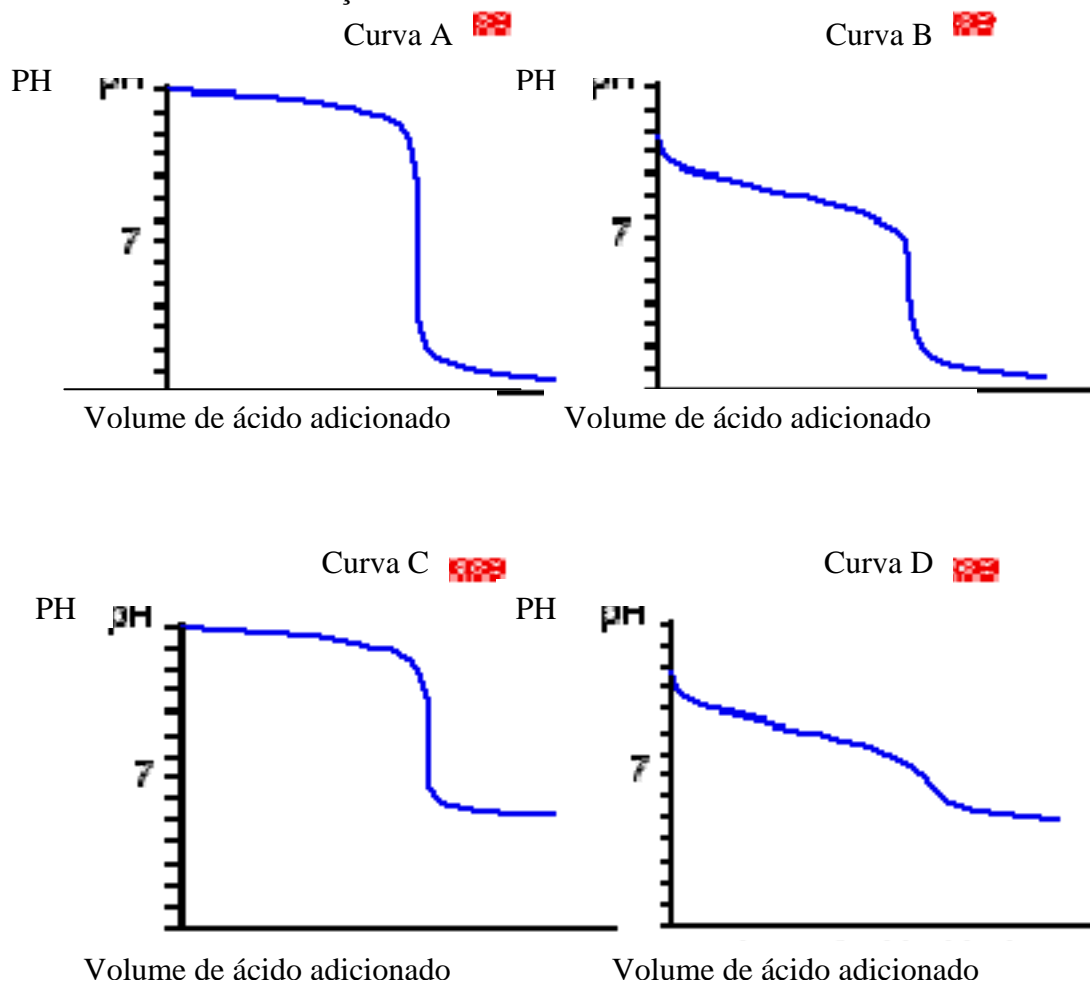 Curva A
Curva B
PH pH PH pH
7
7
Volume de ácido adicionado
Volume de ácido adicionado
Curva C
Curva D
PH pH PH pH
7
7
Volume de ácido adicionado
Volume de ácido adicionado